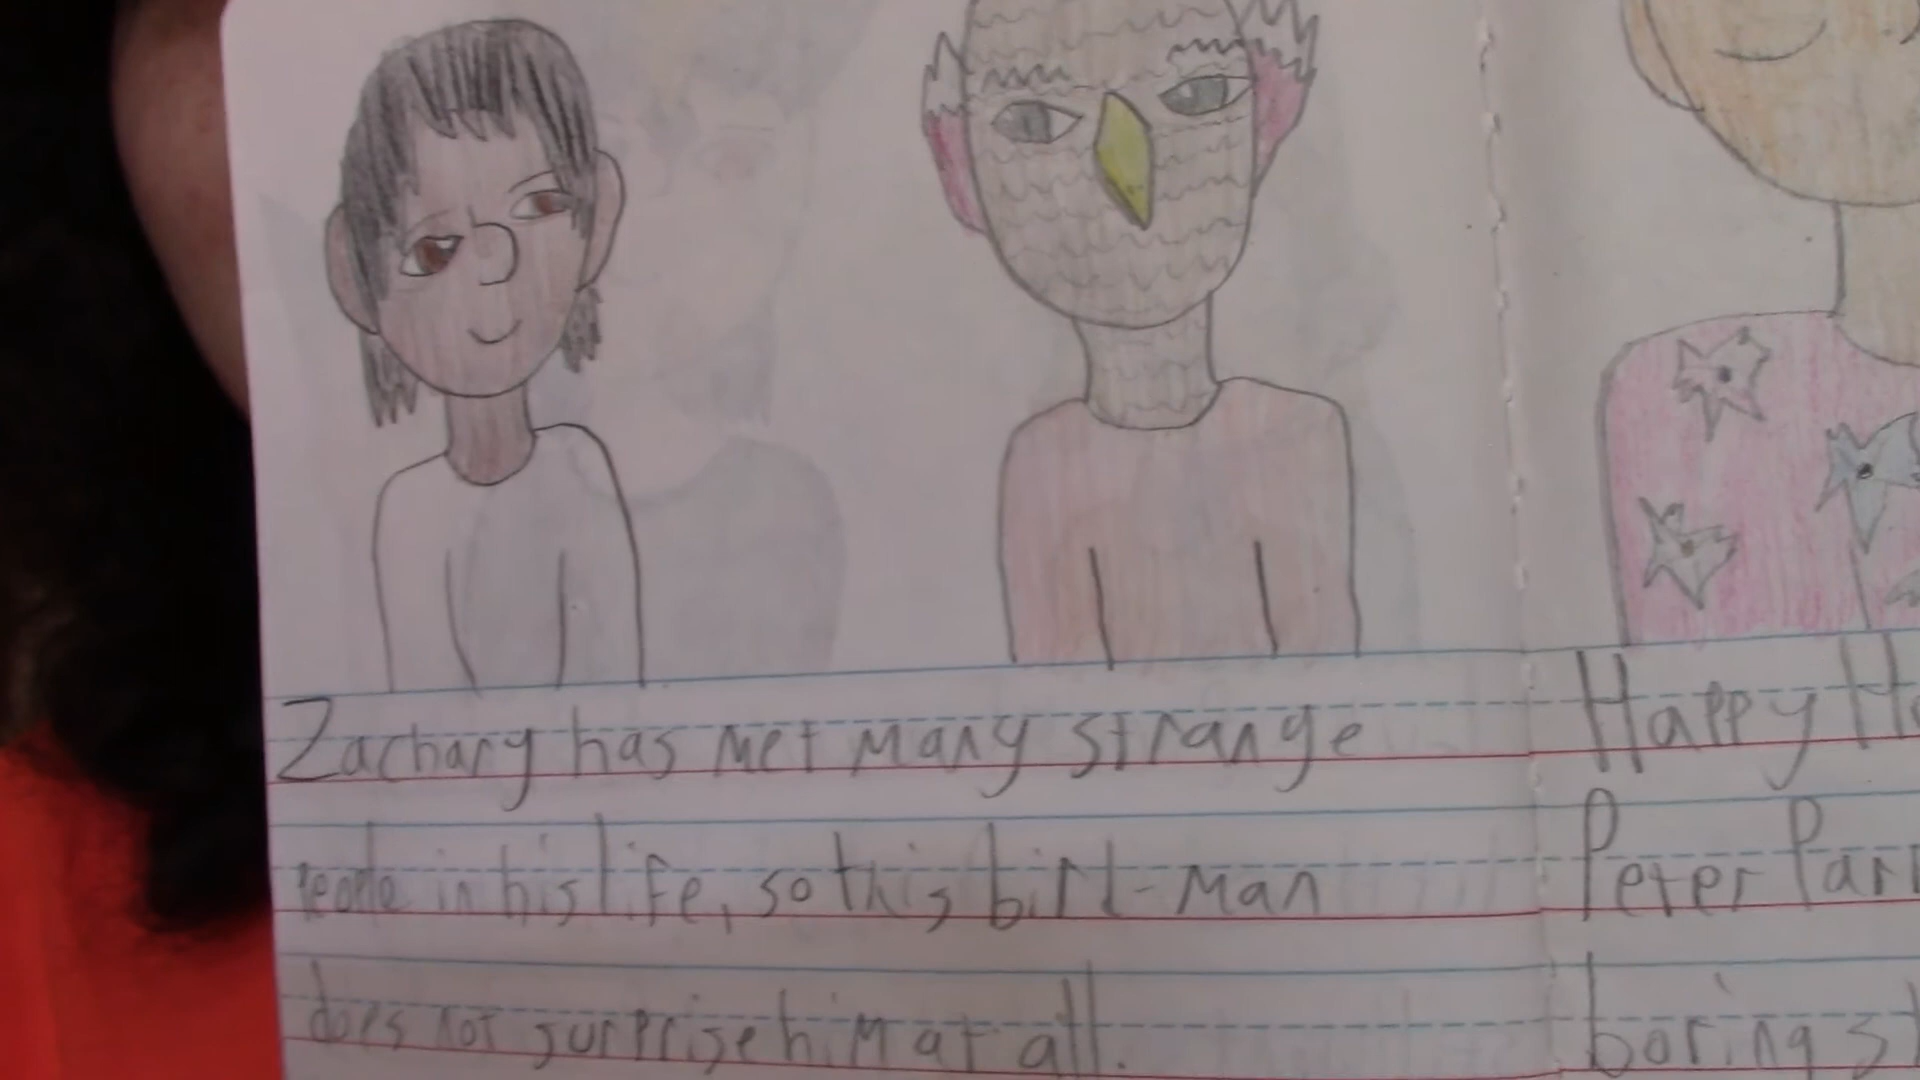 Zachary has met many strange
people in his life, so this bird-man
does not surprise him at all.
Happy
Peter
boring